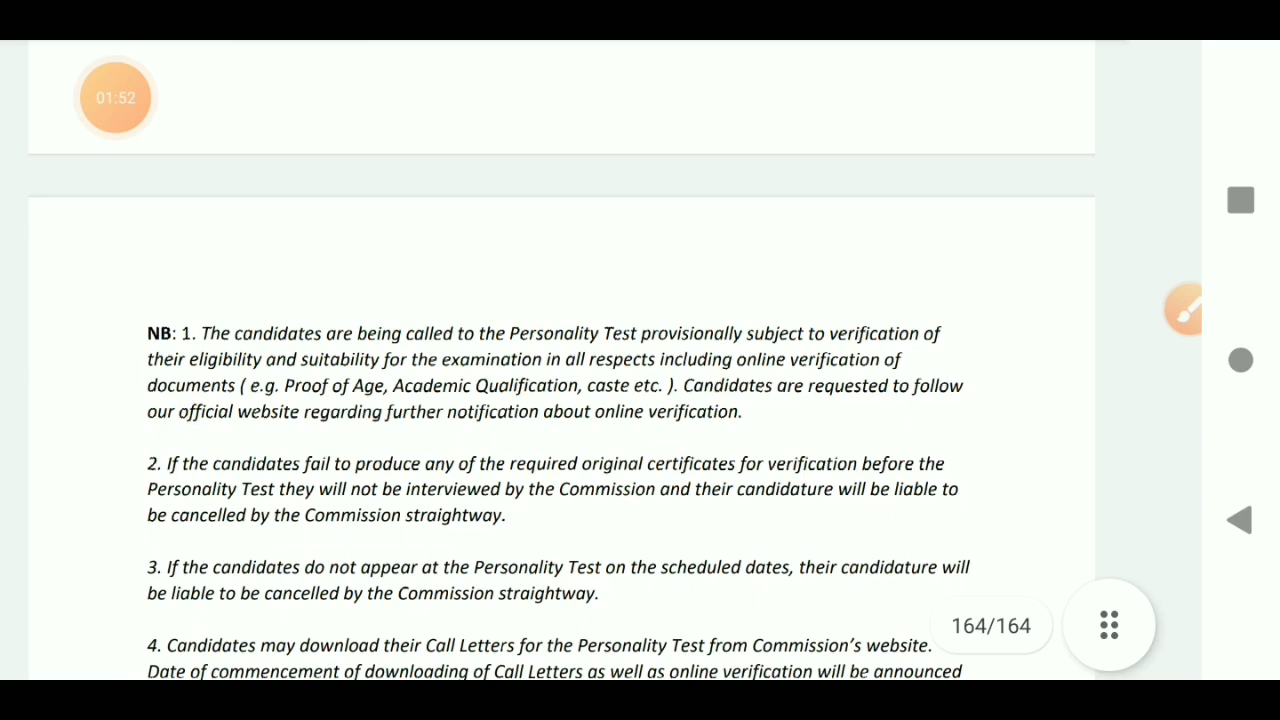 01:52
NB: 1. The candidates are being called to the Personality Test provisionally subject to verification of
their eligibility and suitability for the examination in all respects including online verification of
documents ( e.g. Proof of Age, Academic Qualification, caste etc. ). Candidates are requested to follow
our official website regarding further notification about online verification.
2. If the candidates fail to produce any of the required original certificates for verification before the
Personality Test they will not be interviewed by the Commission and their candidature will be liable to
be cancelled by the Commission straightway.
3. If the candidates do not appear at the Personality Test on the scheduled dates, their candidature will
be liable to be cancelled by the Commission straightway.
164/164
4. Candidates may download their Call Letters for the Personality Test from Commission's website.
Date of commencement of downloading of Call Letters as well as online verification will be announced